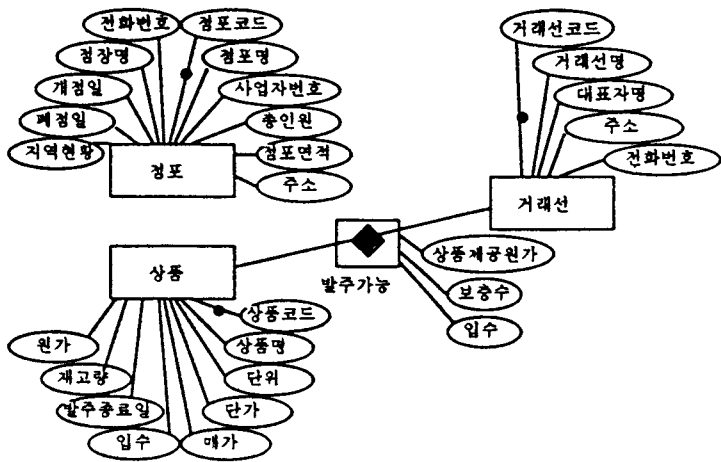 전화번호
점포코드
점장명
점포명
개점일
사업자번호
폐점일
총인원
지역현황
점포면적
점포
주소
거래선코드
거래선명
대표자명
주소
전화번호
거래선
상품
발주가능
상품제공원가
보충수
입수
상품코드
원가
상품명
재고량
단위
발주종료일
단가
입수
매가